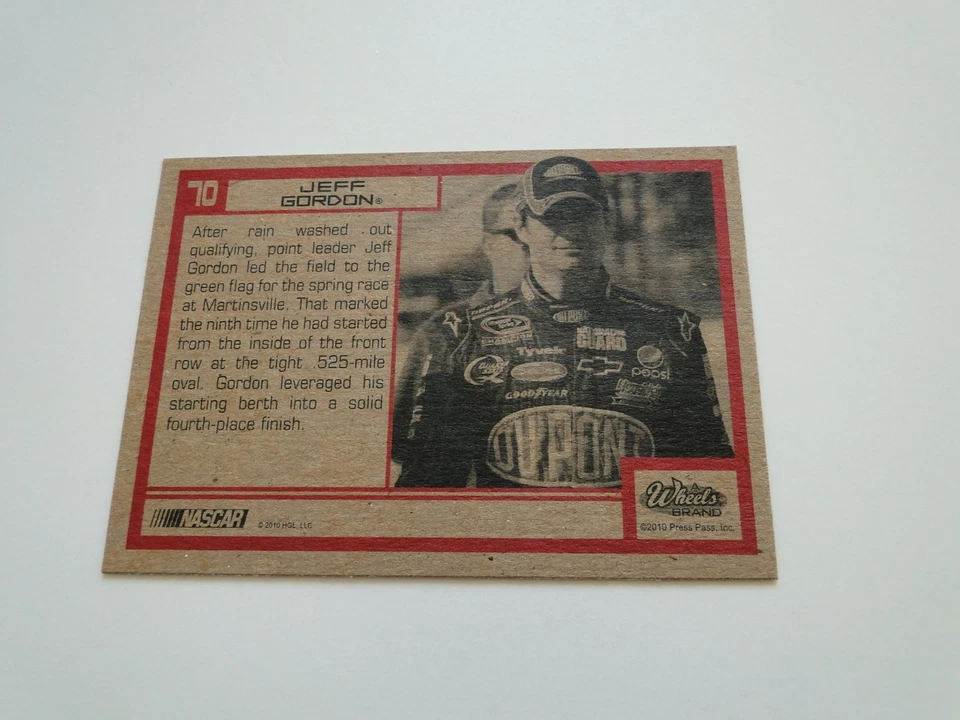 70
JEFF
GORDON®
After rain washed out
qualifying, point leader Jeff
Gordon led the field to the
green flag for the spring race
at Martinsville. That marked
the ninth time he had started
from the inside of the front
row at the tight .525-mile
oval. Gordon leveraged his
starting berth into a solid
fourth-place finish.
GUARD
Tyvek
pepsi
GOODYEAR
DUPONT
NASCAR
© 2010 HGL, LLC
Wheels
BRAND
©2010 Press Pass, Inc.